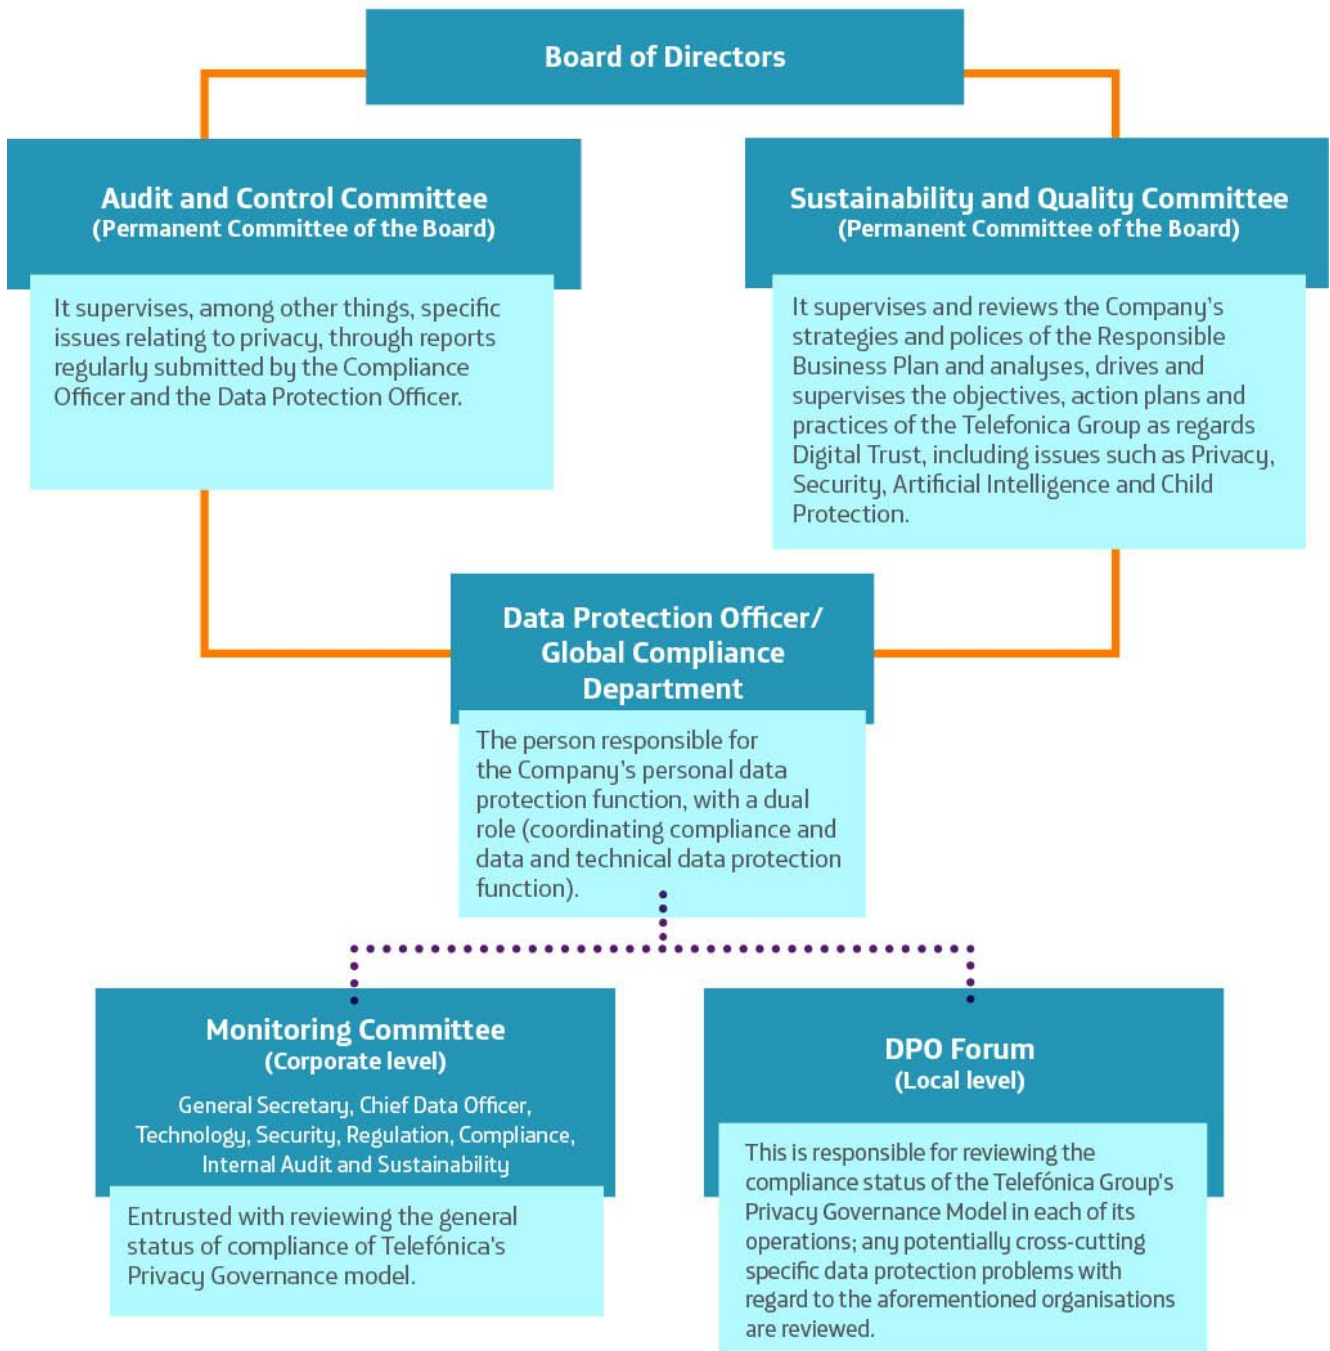 Board of Directors
Audit and Control Committee
(Permanent Committee of the Board)
It supervises, among other things, specific
issues relating to privacy, through reports
regularly submitted by the Compliance
Officer and the Data Protection Officer.
Sustainability and Quality Committee
(Permanent Committee of the Board)
It supervises and reviews the Company's
strategies and polices of the Responsible
Business Plan and analyses, drives and
supervises the objectives, action plans and
practices of the Telefonica Group as regards
Digital Trust, including issues such as Privacy,
Security, Artificial Intelligence and Child
Protection.
Data Protection Officer/
Global Compliance
Department
The person responsible for
the Company's personal data
protection function, with a dual
role (coordinating compliance and
data and technical data protection
function).
Monitoring Committee
(Corporate level)
General Secretary, Chief Data Officer,
Technology, Security, Regulation, Compliance,
Internal Audit and Sustainability
Entrusted with reviewing the general
status of compliance of Telefónica's
Privacy Governance model.
DPO Forum
(Local level)
This is responsible for reviewing the
compliance status of the Telefónica Group's
Privacy Governance Model in each of its
operations; any potentially cross-cutting
specific data protection problems with
regard to the aforementioned organisations
are reviewed.